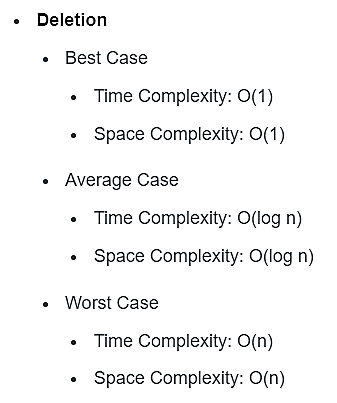 Deletion
Best Case
Time Complexity: O(1)
Space Complexity: O(1)
Average Case
Time Complexity: O(log n)
Space Complexity: O(log n)
Worst Case
Time Complexity: O(n)
Space Complexity: O(n)